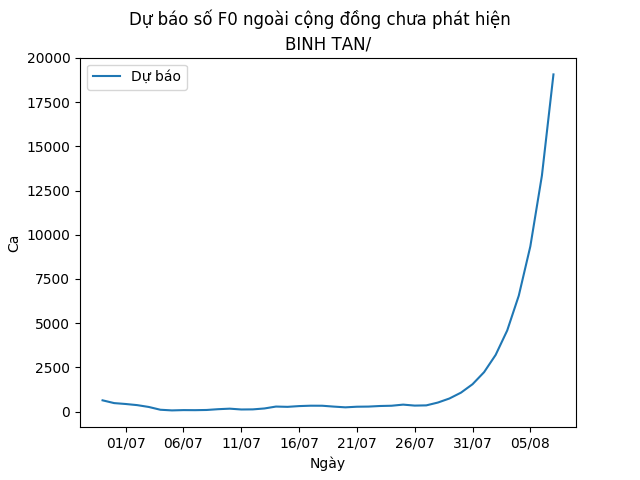 Dự báo số F0 ngoài cộng đồng chưa phát hiện
BINH TAN/
Dự báo
20000
17500
15000
12500
10000
7500
5000
2500
0
Ca
01/07 06/07 11/07 16/07 21/07 26/07 31/07 05/08
Ngày